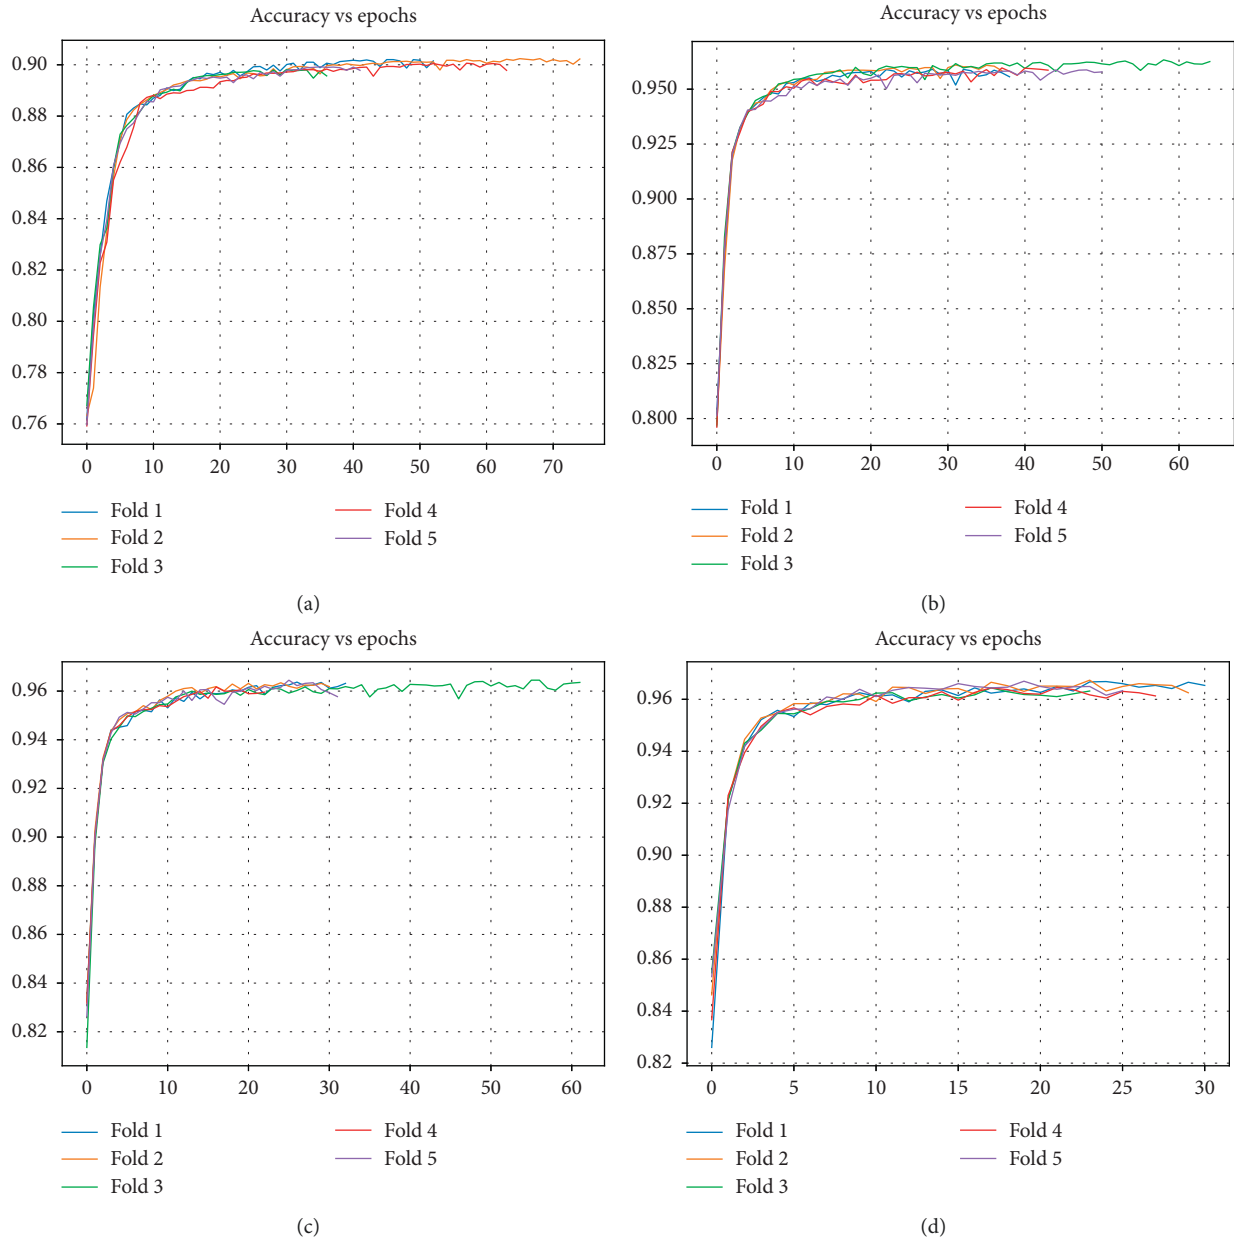 Accuracy vs epochs
0.90
0.88
0.86
0.84
0.82
0.80
0.78
0.76
0 10 20 30 40 50 60 70
Fold 1 Fold 4
Fold 2 Fold 5
Fold 3
(a)
Accuracy vs epochs
0.950
0.925
0.900
0.875
0.850
0.825
0.800
0 10 20 30 40 50 60
Fold 1 Fold 4
Fold 2 Fold 5
Fold 3
(b)
Accuracy vs epochs
0.96
0.94
0.92
0.90
0.88
0.86
0.84
0.82
0 10 20 30 40 50 60
Fold 1 Fold 4
Fold 2 Fold 5
Fold 3
(c)
Accuracy vs epochs
0.96
0.94
0.92
0.90
0.88
0.86
0.84
0.82
0 5 10 15 20 25 30
Fold 1 Fold 4
Fold 2 Fold 5
Fold 3
(d)